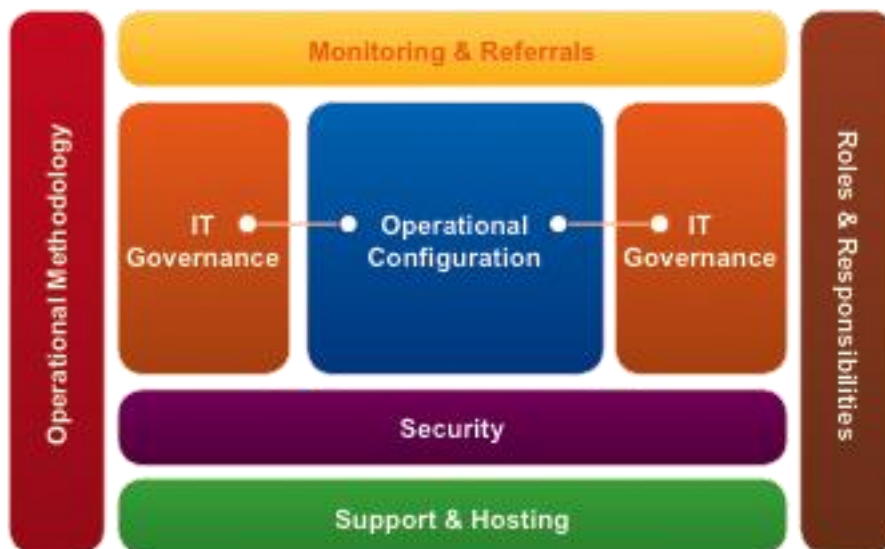 Operational Methodology
Monitoring & Referrals
IT
Governance
Operational
Configuration
IT
Governance
Security
Support & Hosting
Roles & Responsibilities